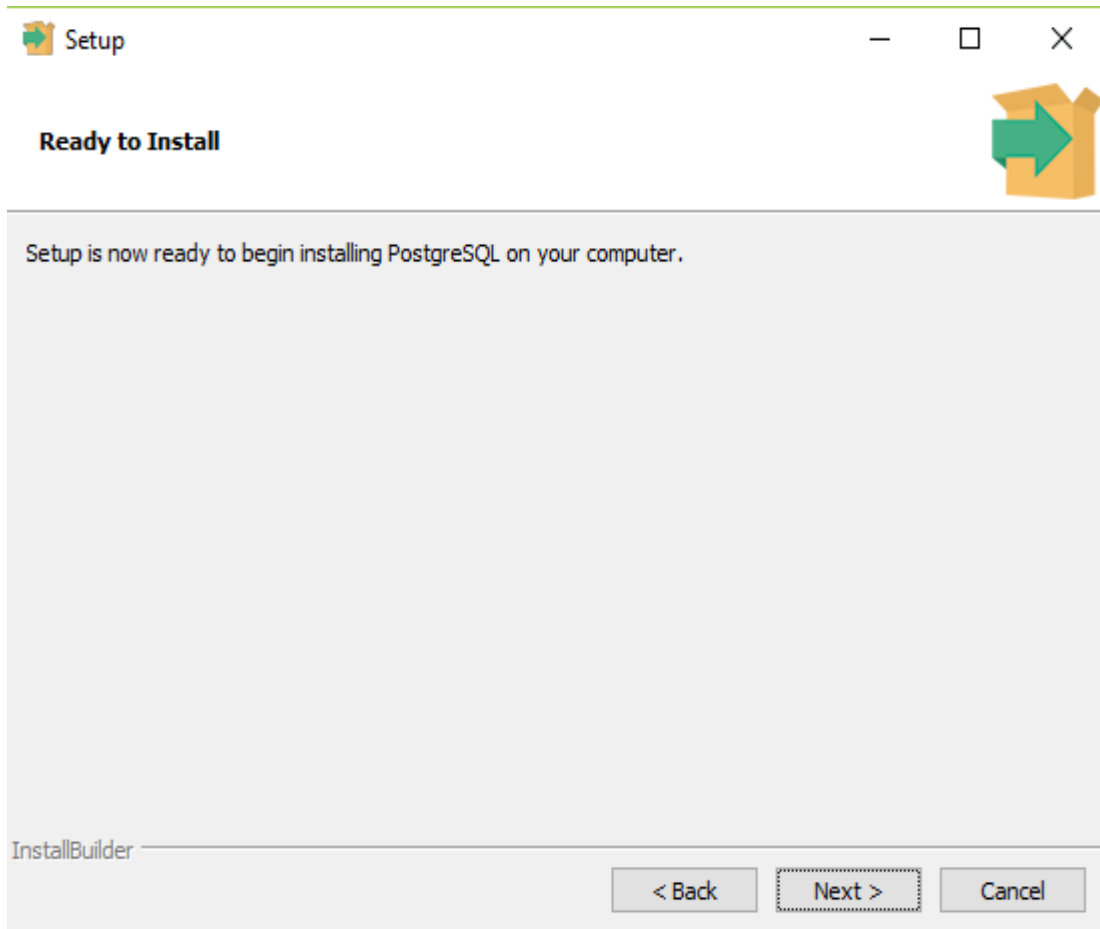 Setup
Ready to Install
Setup is now ready to begin installing PostgreSQL on your computer.
InstallBuilder
< Back
Next >
Cancel